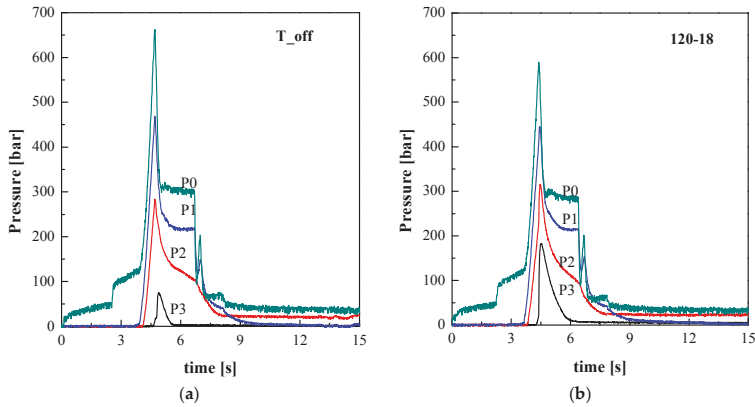 700
600
500
400
300
200
100
0
Pressure [bar]
T_off
P0
P1
P2
P3
0 3 6 9 12 15
time [s]
(a)
700
600
500
400
300
200
100
0
Pressure [bar]
120-18
P0
P1
P2
P3
0 3 6 9 12 15
time [s]
(b)